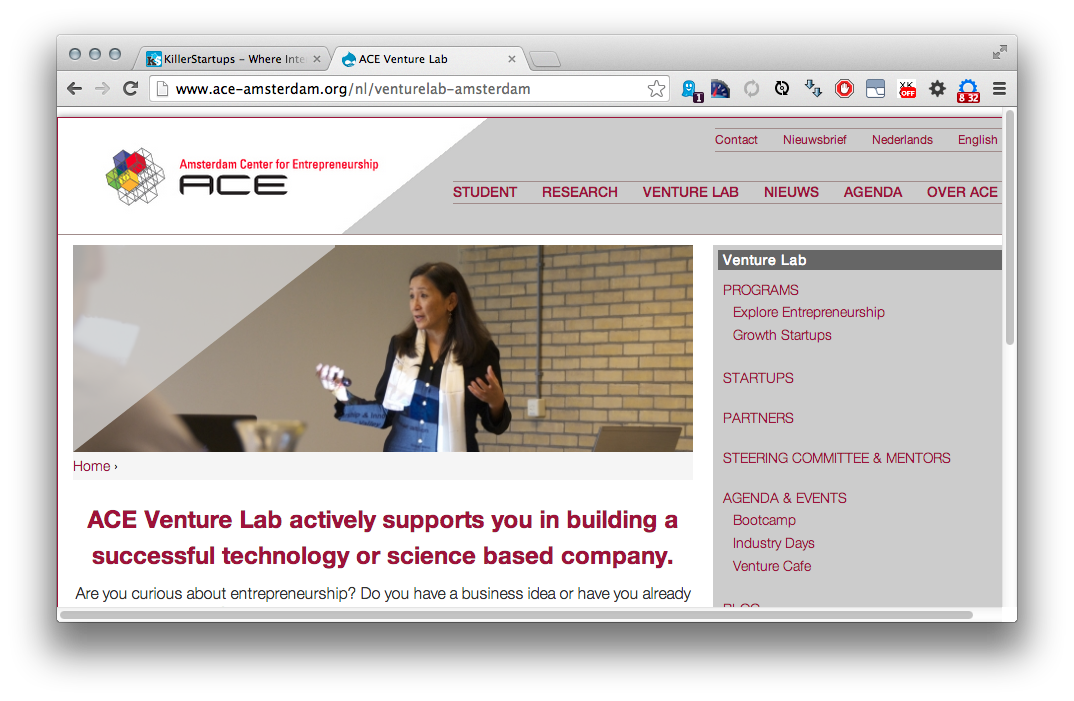 KillerStartups – Where Inte
ACE Venture Lab
www.ace-amsterdam.org/nl/venturelab-amsterdam
1
OFF
8 32
Contact Nieuwsbrief Nederlands English
Amsterdam Center for Entrepreneurship
ACE
STUDENT RESEARCH VENTURE LAB NIEUWS AGENDA OVER ACE
Venture Lab
PROGRAMS
Explore Entrepreneurship
Growth Startups
STARTUPS
PARTNERS
STEERING COMMITTEE & MENTORS
AGENDA & EVENTS
Bootcamp
Industry Days
Venture Cafe
BLOG
Home ›
ACE Venture Lab actively supports you in building a
successful technology or science based company.
Are you curious about entrepreneurship? Do you have a business idea or have you already